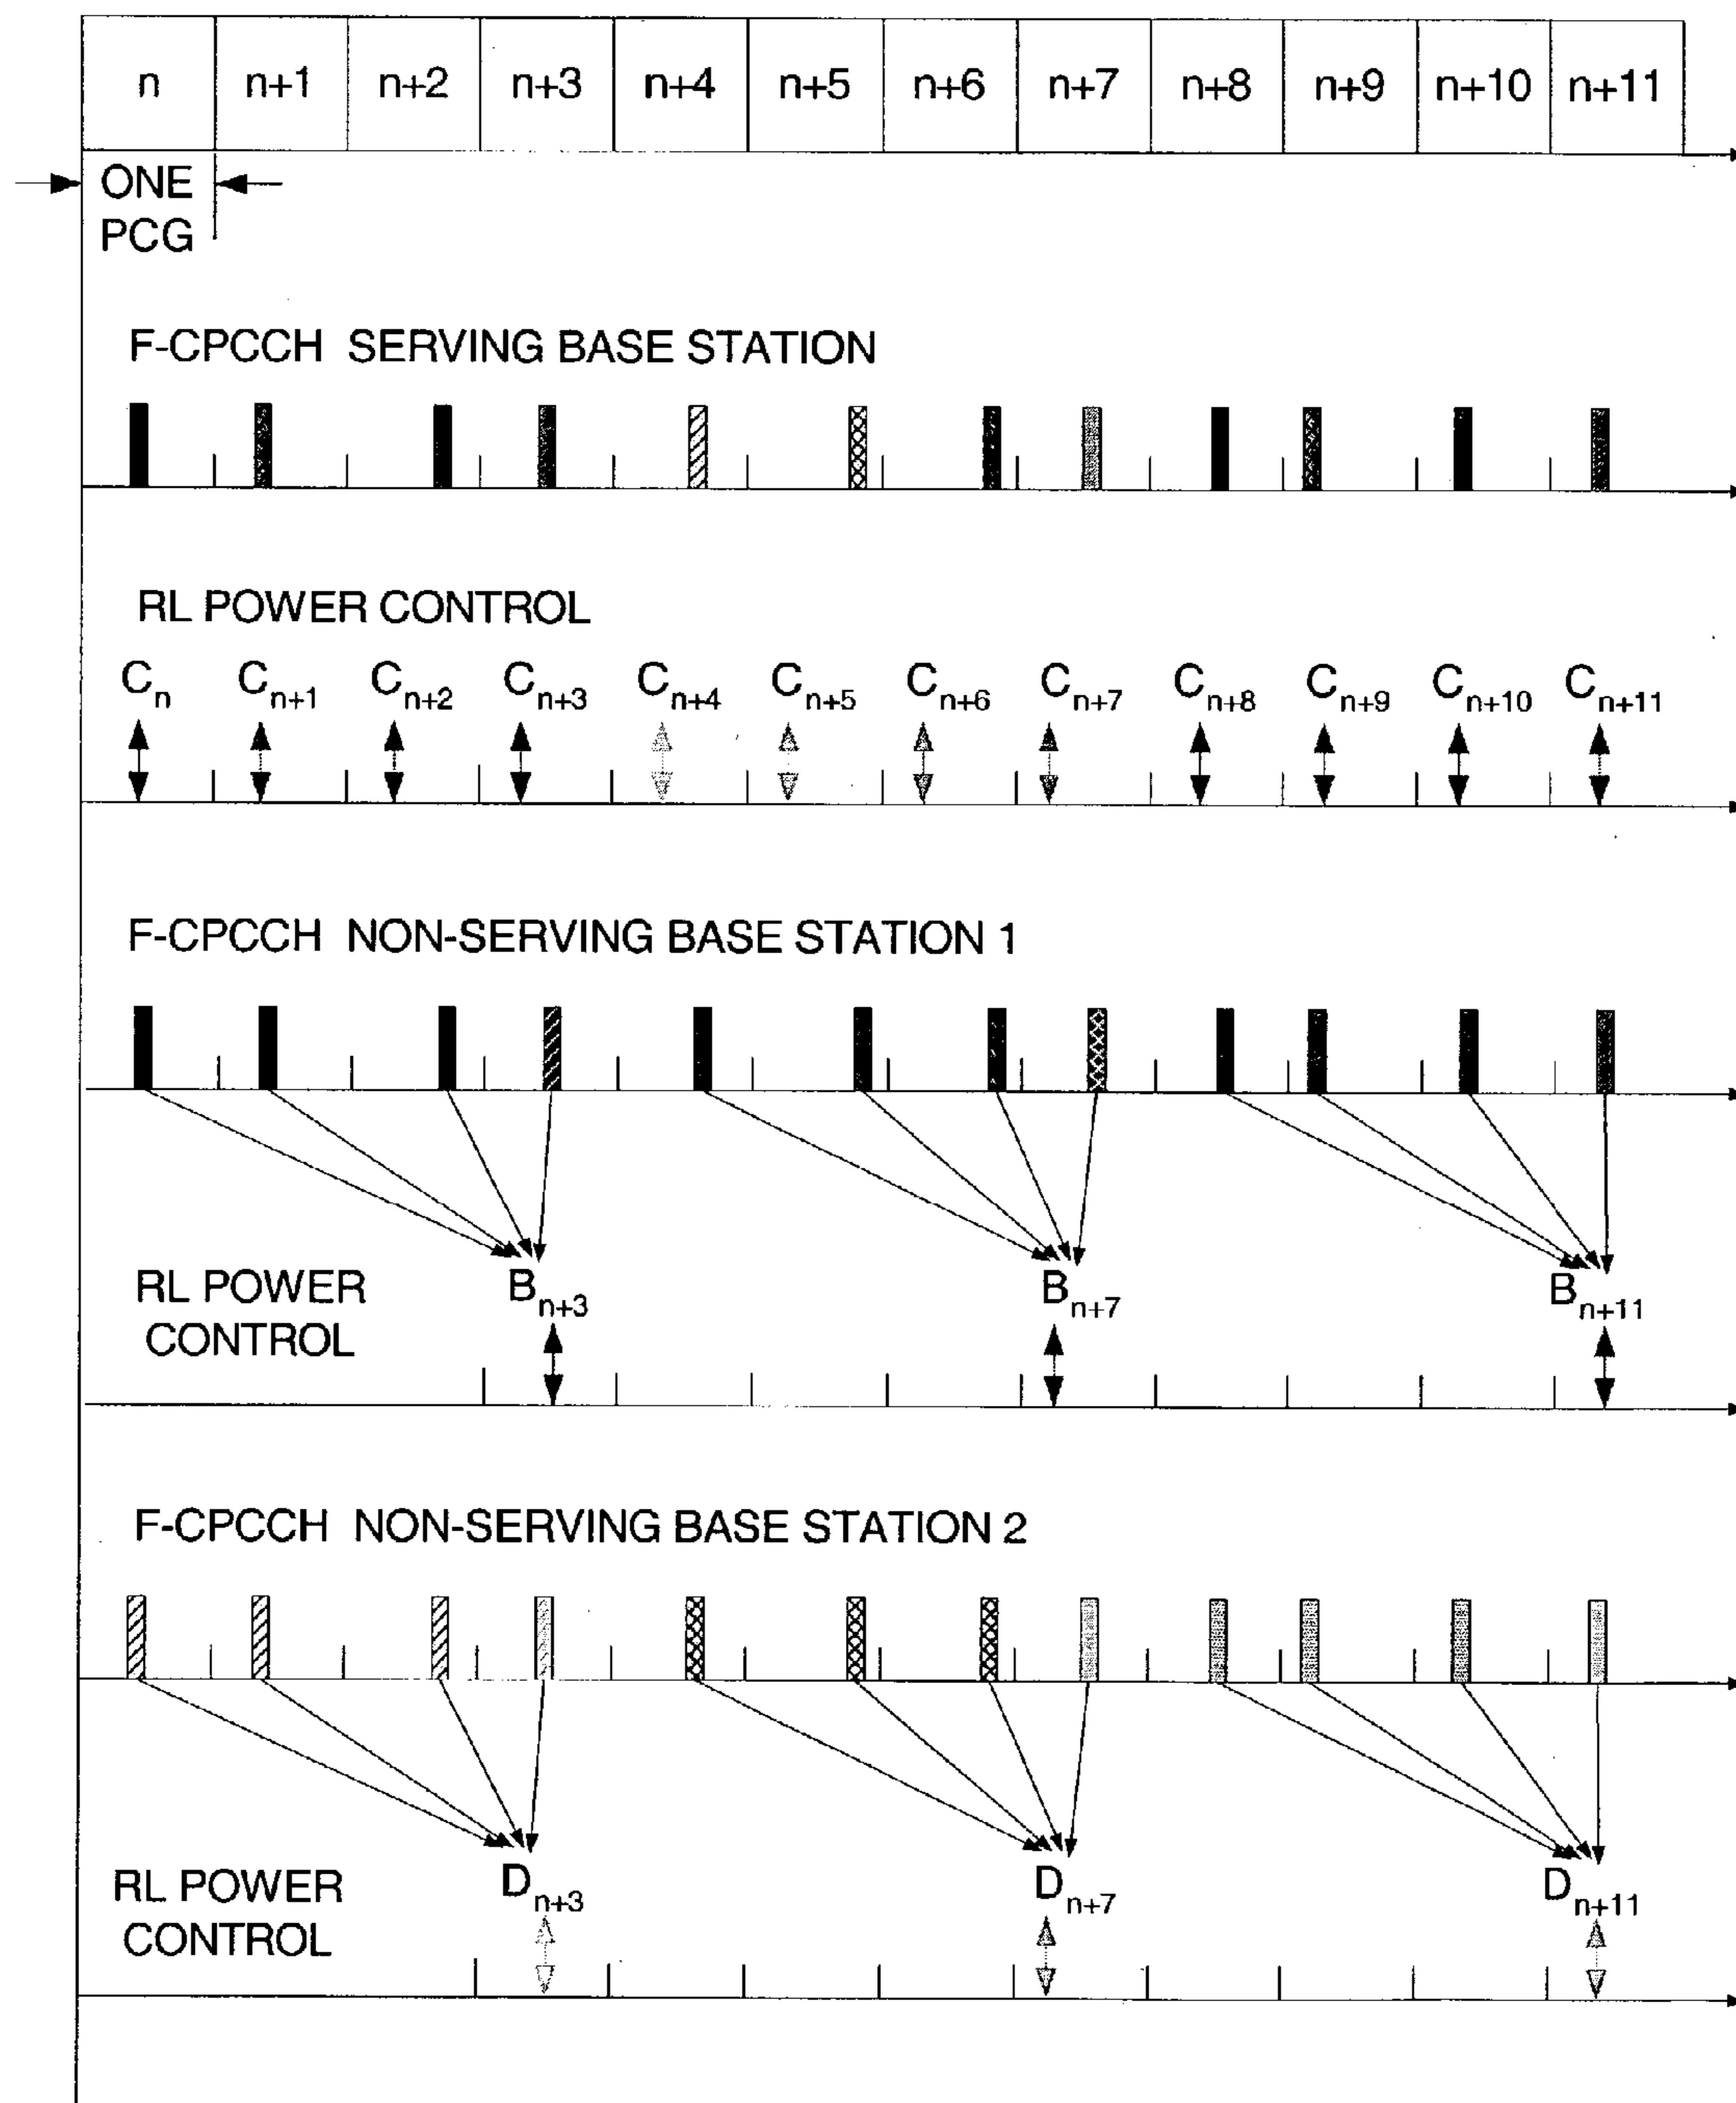 n n+1 n+2 n+3 n+4 n+5 n+6 n+7 n+8 n+9 n+10 n+11
ONE
PCG
F-CPCCH SERVING BASE STATION
RL POWER CONTROL
Cn Cn+1 Cn+2 Cn+3 Cn+4 Cn+5 Cn+6 Cn+7 Cn+8 Cn+9 Cn+10 Cn+11
F-CPCCH NON-SERVING BASE STATION 1
RL POWER
CONTROL
Bn+3 Bn+7 Bn+11
F-CPCCH NON-SERVING BASE STATION 2
RL POWER
CONTROL
Dn+3 Dn+7 Dn+11